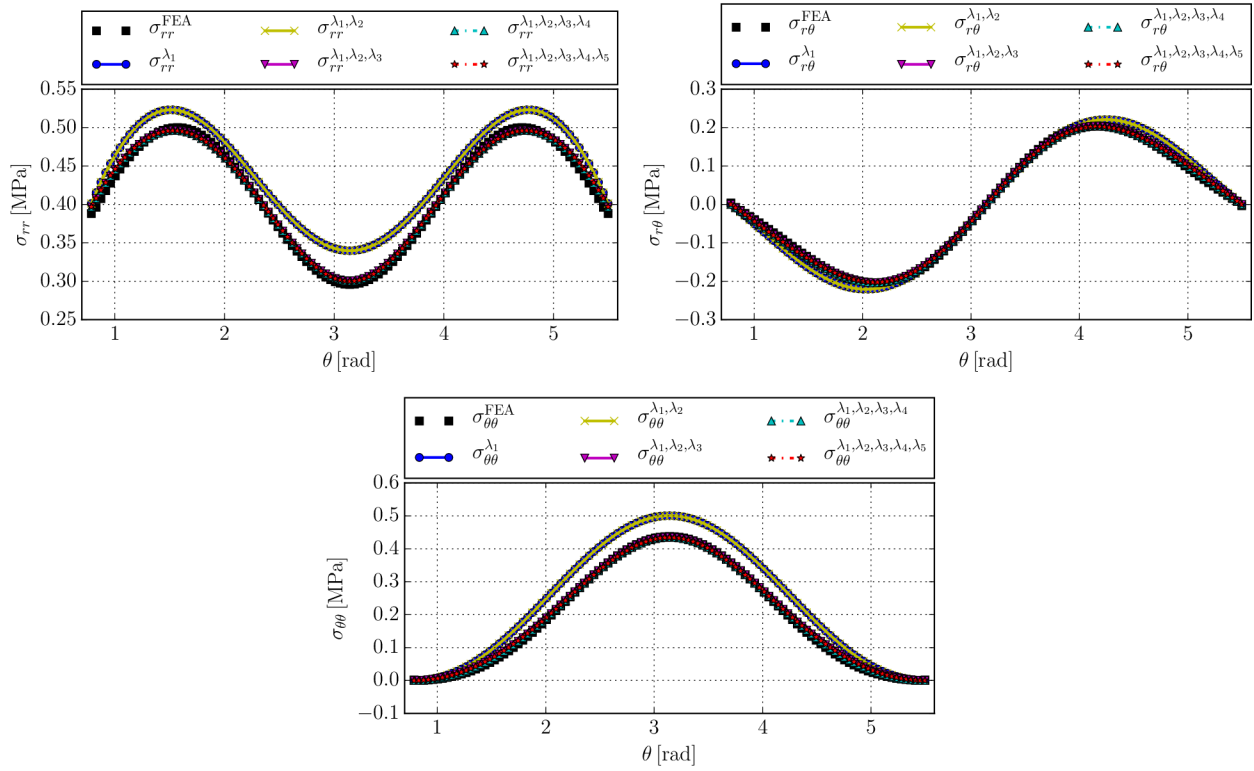 σ_rr^FEA σ_rr^λ1,λ2 σ_rr^λ1,λ2,λ3,λ4
σ_rr^λ1 σ_rr^λ1,λ2,λ3 σ_rr^λ1,λ2,λ3,λ4,λ5
0.55
0.50
0.45
0.40
0.35
0.30
0.25
σ_rr [MPa]
1 2 3 4 5
θ [rad]
σ_rθ^FEA σ_rθ^λ1,λ2 σ_rθ^λ1,λ2,λ3,λ4
σ_rθ^λ1 σ_rθ^λ1,λ2,λ3 σ_rθ^λ1,λ2,λ3,λ4,λ5
0.3
0.2
0.1
0.0
−0.1
−0.2
−0.3
σ_rθ [MPa]
1 2 3 4 5
θ [rad]
σ_θθ^FEA σ_θθ^λ1,λ2 σ_θθ^λ1,λ2,λ3,λ4
σ_θθ^λ1 σ_θθ^λ1,λ2,λ3 σ_θθ^λ1,λ2,λ3,λ4,λ5
0.6
0.5
0.4
0.3
0.2
0.1
0.0
−0.1
σ_θθ [MPa]
1 2 3 4 5
θ [rad]